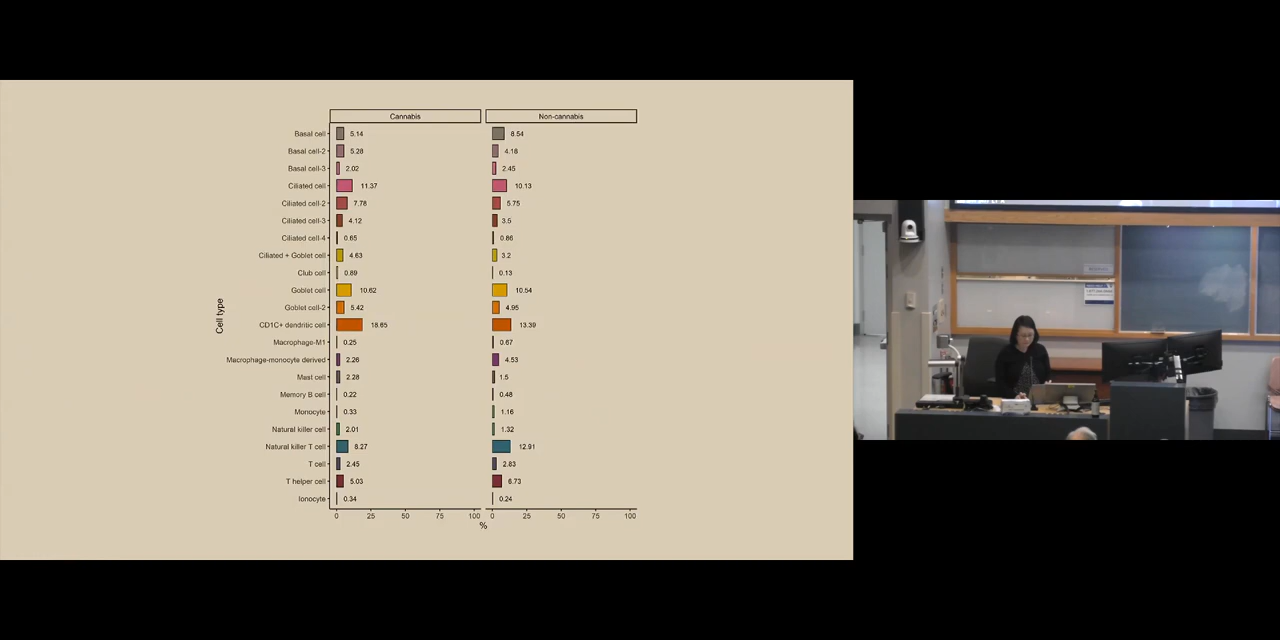 Cannabis Non-cannabis
Cell type
Basal cell 5.14 8.54
Basal cell-2 5.28 4.18
Basal cell-3 2.02 2.45
Ciliated cell 11.37 10.13
Ciliated cell-2 7.78 5.75
Ciliated cell-3 4.12 3.5
Ciliated cell-4 0.65 0.86
Ciliated + Goblet cell 4.63 3.2
Club cell 0.89 0.13
Goblet cell 10.62 10.54
Goblet cell-2 5.42 4.95
CD1C+ dendritic cell 18.65 13.39
Macrophage-M1 0.25 0.67
Macrophage-monocyte derived 2.26 4.53
Mast cell 2.28 1.5
Memory B cell 0.22 0.48
Monocyte 0.33 1.16
Natural killer cell 2.01 1.32
Natural killer T cell 8.27 12.91
T cell 2.45 2.83
T helper cell 5.03 6.73
Ionocyte 0.34 0.24
0 25 50 75 100 0 25 50 75 100
%